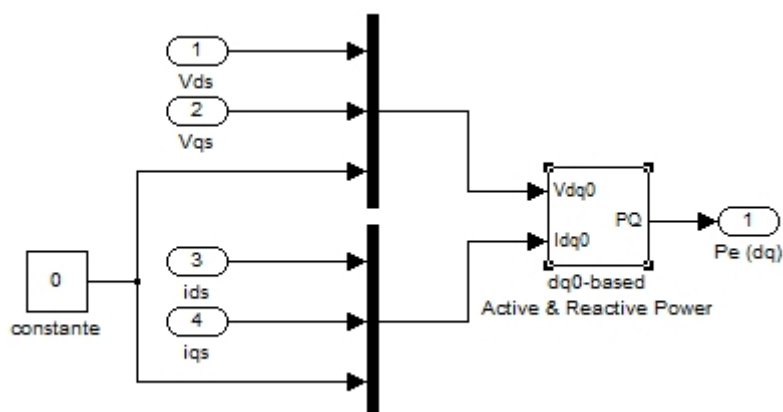 1
Vds
2
Vqs
0
constante
3
ids
4
iqs
Vdq0
Idq0
PQ
dq0-based
Active & Reactive Power
1
Pe (dq)